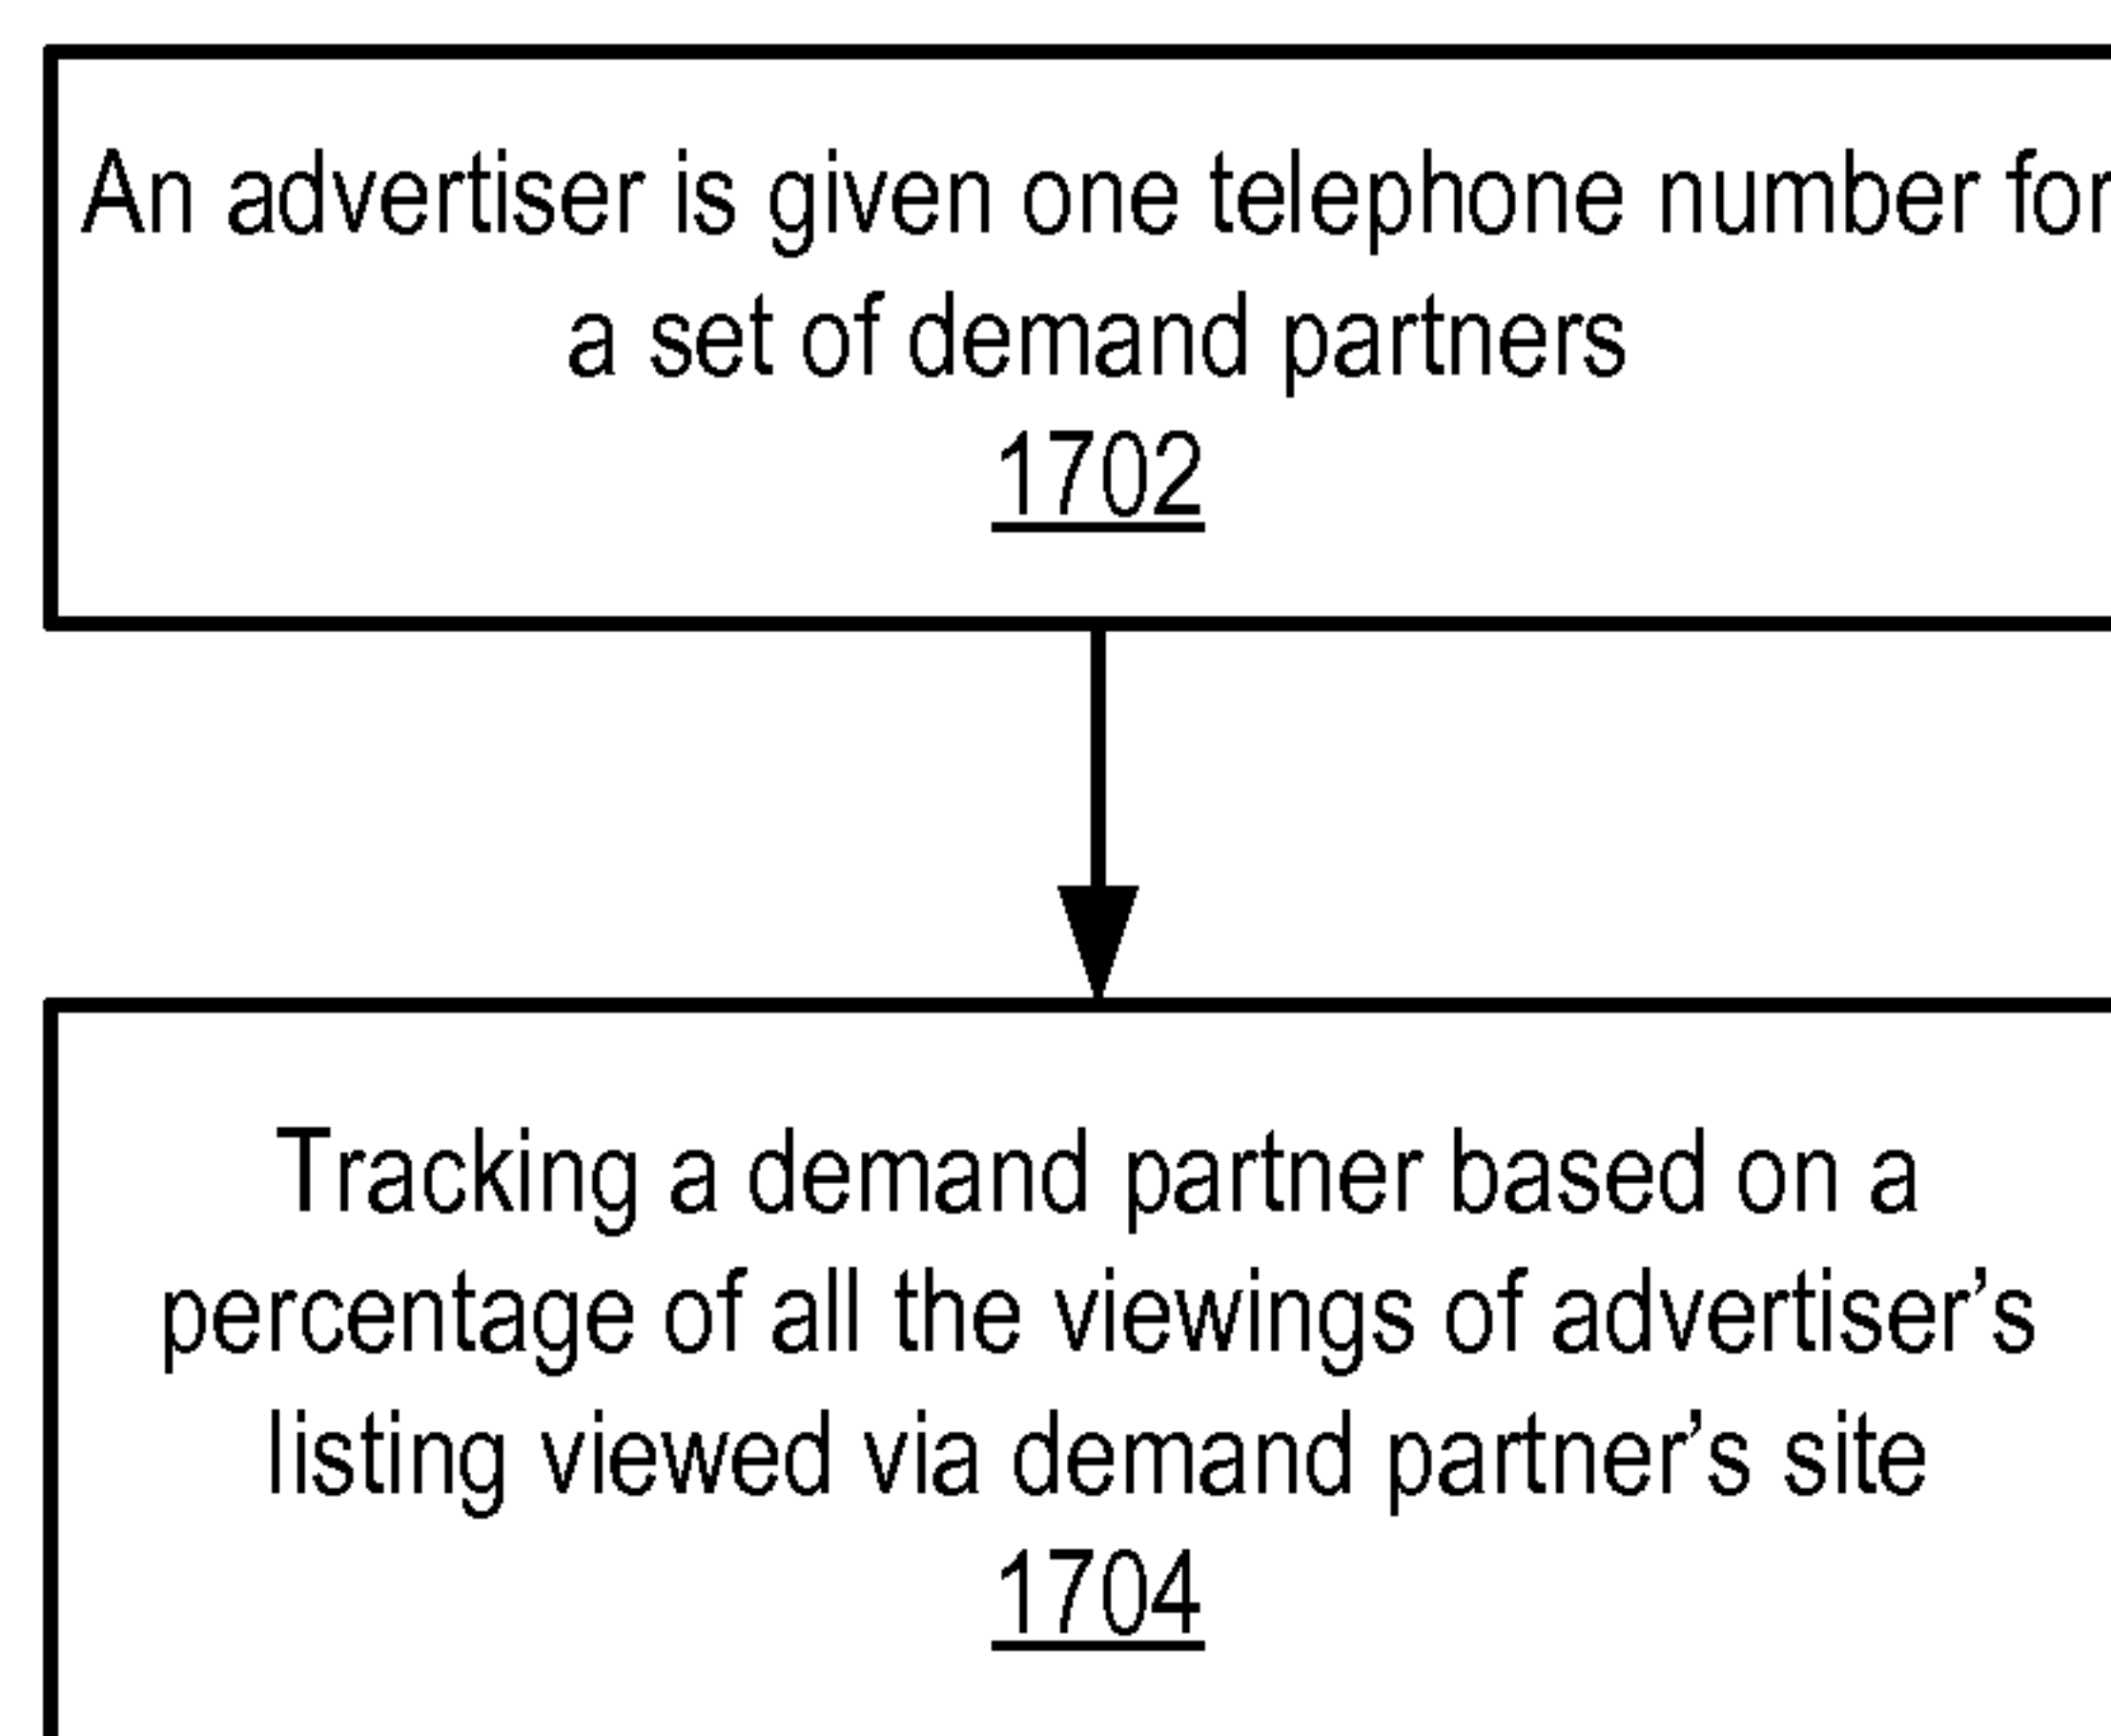 An advertiser is given one telephone number for
a set of demand partners
1702
Tracking a demand partner based on a
percentage of all the viewings of advertiser’s
listing viewed via demand partner’s site
1704